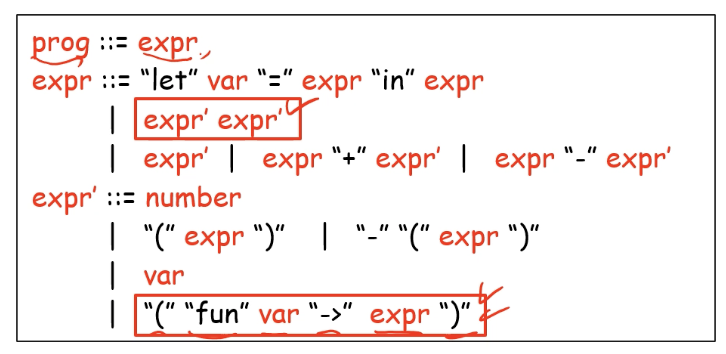 prog ::= expr
expr ::= “let” var “=” expr “in” expr
| expr’ expr’
| expr’ | expr “+” expr’ | expr “-” expr’
expr’ ::= number
| “(” expr “)” | “-” “(” expr “)”
| var
| “(” “fun” var “->” expr “)”